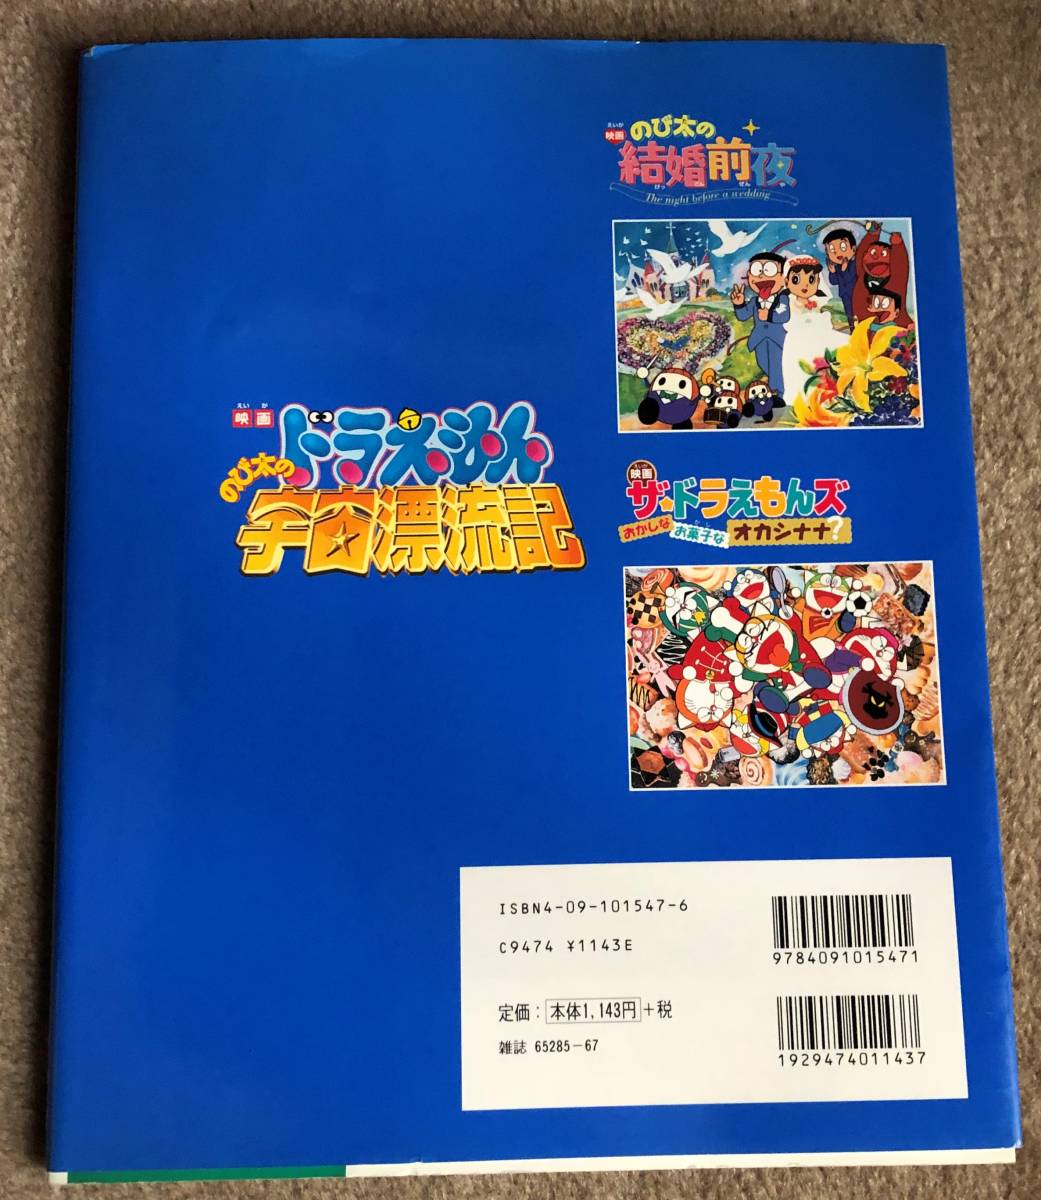 えいが
映画
のび太の
結婚前夜
けっ ぜん
The night before a wedding
えいが
映画
ドラえもん
のび太の
宇宙漂流記
えいが
映画
ザ・ドラえもんズ
おかしな
お菓子な
かし
オカシナナ?
ISBN4-09-101547-6
C9474 ¥1143E
9784091015471
定価：本体1,143円+税
雑誌 65285-67
1929474011437